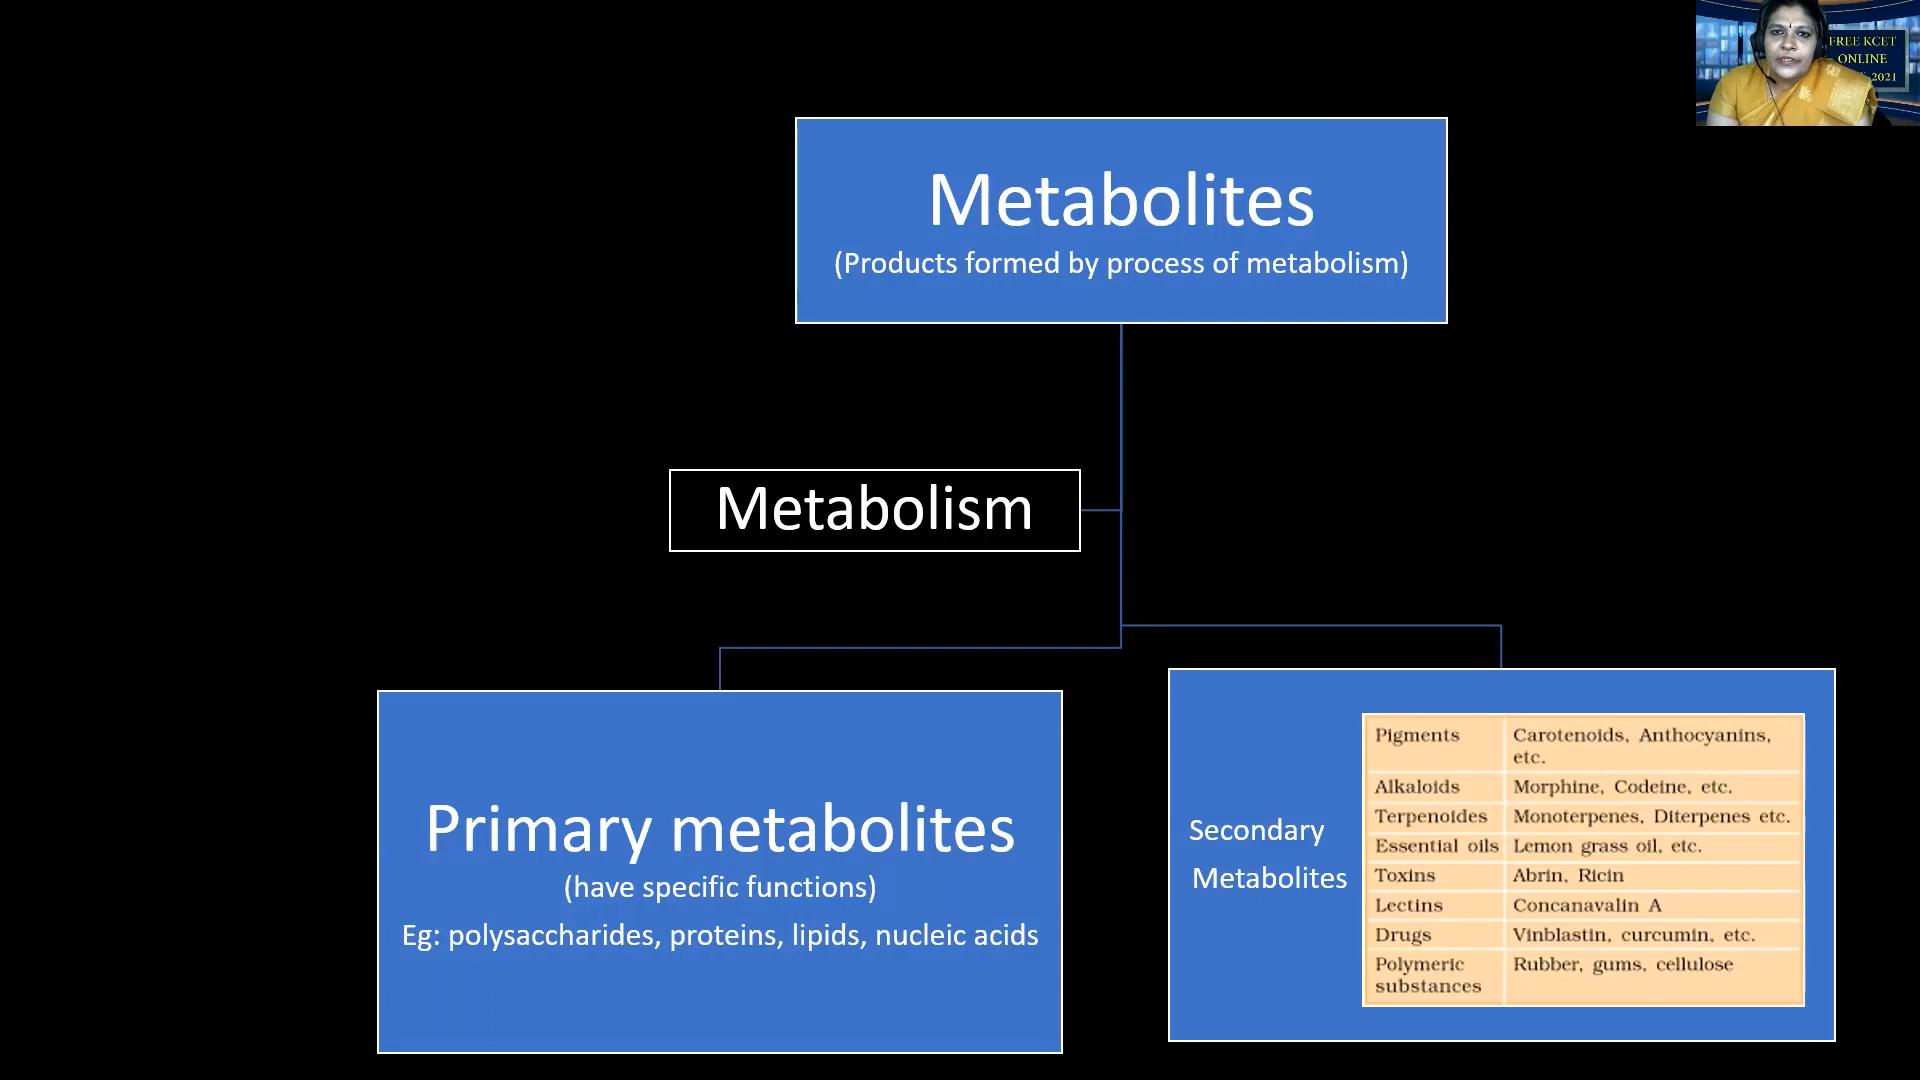 FREE KCET
ONLINE
2021
Metabolites
(Products formed by process of metabolism)
Metabolism
Primary metabolites
(have specific functions)
Eg: polysaccharides, proteins, lipids, nucleic acids
Secondary
Metabolites
Pigments Carotenoids, Anthocyanins,
etc.
Alkaloids Morphine, Codeine, etc.
Terpenoides Monoterpenes, Diterpenes etc.
Essential oils Lemon grass oil, etc.
Toxins Abrin, Ricin
Lectins Concanavalin A
Drugs Vinblastin, curcumin, etc.
Polymeric Rubber, gums, cellulose
substances